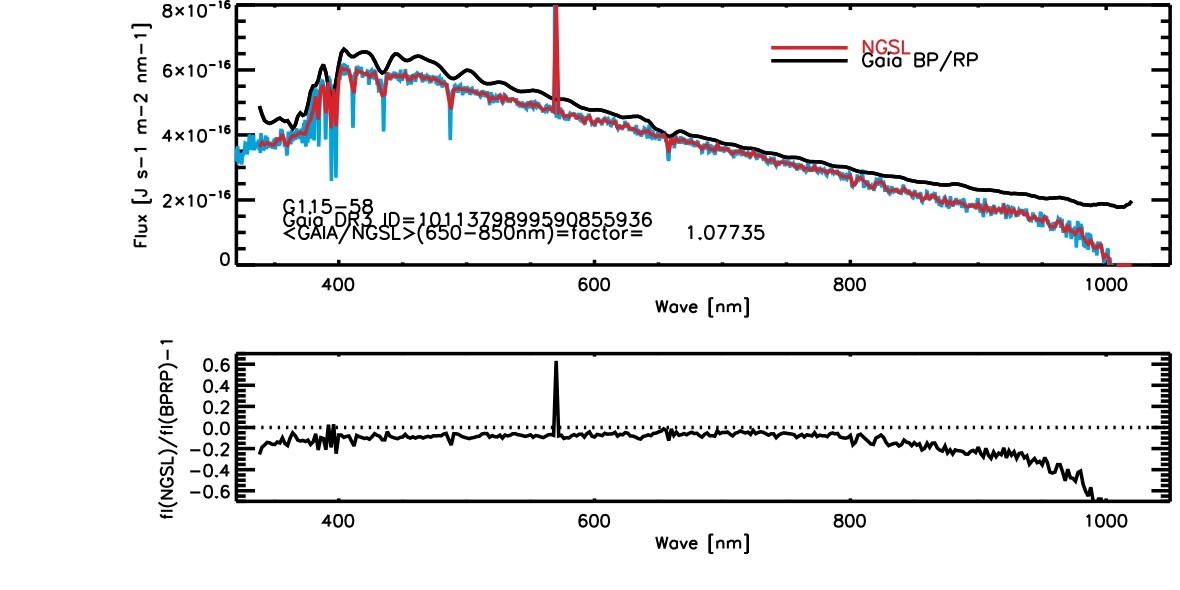 8×10⁻¹⁶
6×10⁻¹⁶
4×10⁻¹⁶
2×10⁻¹⁶
0
Flux [J s−1 m−2 nm−1]
NGSL
Gaia BP/RP
G115−58
Gaia DR3 ID=1011379899590855936
<GAIA/NGSL>(650−850nm)=factor= 1.07735
400 600 800 1000
Wave [nm]
fl(NGSL)/fl(BPRP)−1
0.6
0.4
0.2
0.0
−0.2
−0.4
−0.6
400 600 800 1000
Wave [nm]